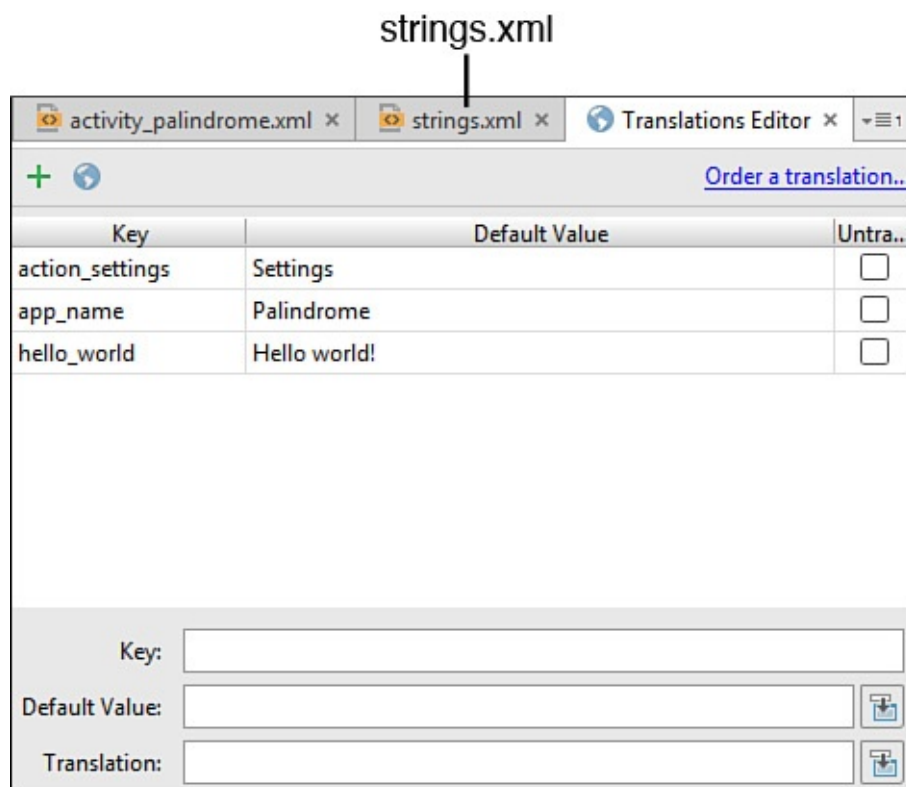 strings.xml
activity_palindrome.xml × strings.xml × Translations Editor × 1
+ Order a translation...
Key Default Value Untra...
action_settings Settings
app_name Palindrome
hello_world Hello world!
Key:
Default Value:
Translation: